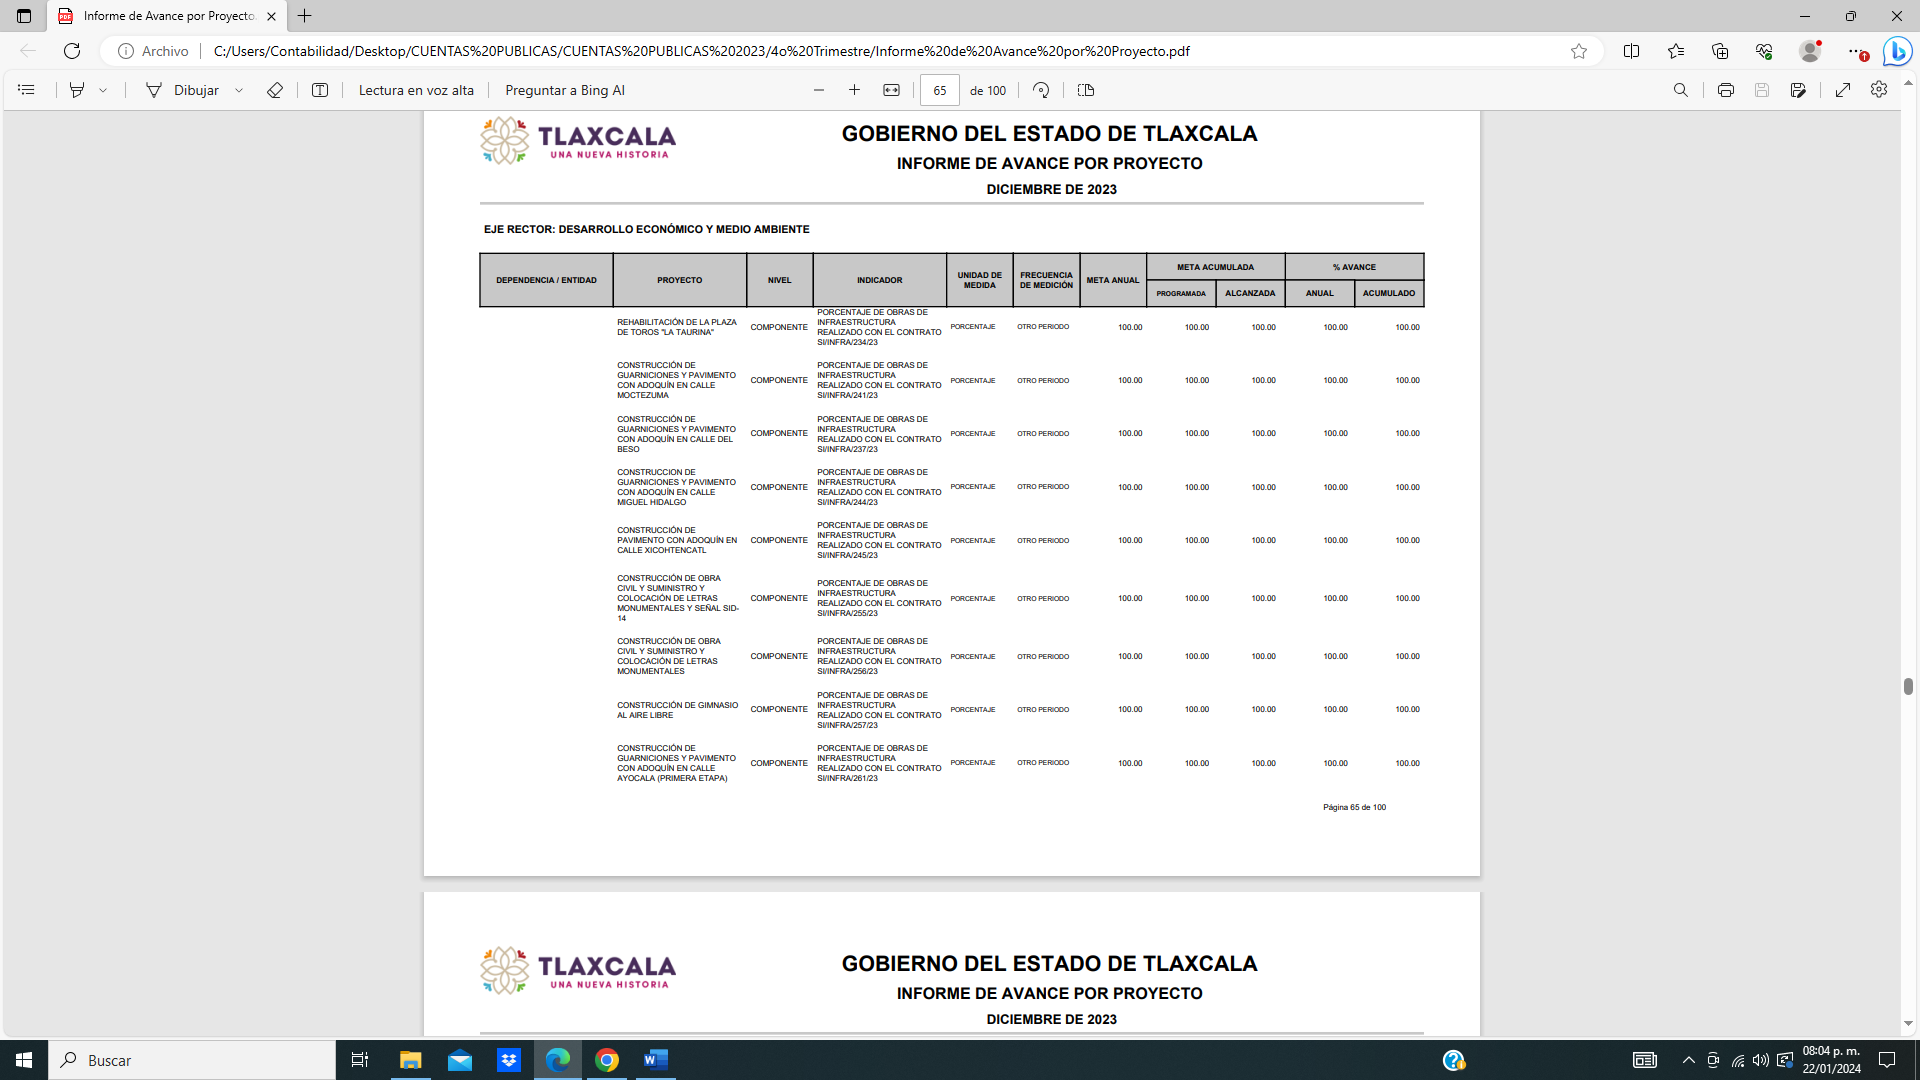 Informe de Avance por Proyecto.
Archivo
C:/Users/Contabilidad/Desktop/CUENTAS%20PUBLICAS/CUENTAS%20PUBLICAS%202023/4o%20Trimestre/Informe%20de%20Avance%20por%20Proyecto.pdf
Dibujar
Lectura en voz alta
Preguntar a Bing AI
65
de 100
TLAXCALA
UNA NUEVA HISTORIA
GOBIERNO DEL ESTADO DE TLAXCALA
INFORME DE AVANCE POR PROYECTO
DICIEMBRE DE 2023
EJE RECTOR: DESARROLLO ECONÓMICO Y MEDIO AMBIENTE
DEPENDENCIA / ENTIDAD
PROYECTO
NIVEL
INDICADOR
UNIDAD DE
MEDIDA
FRECUENCIA
DE MEDICIÓN
META ANUAL
META ACUMULADA
PROGRAMADA
ALCANZADA
% AVANCE
ANUAL
ACUMULADO
REHABILITACIÓN DE LA PLAZA
DE TOROS "LA TAURINA"
COMPONENTE
PORCENTAJE DE OBRAS DE
INFRAESTRUCTURA
REALIZADO CON EL CONTRATO
SI/INFRA/234/23
PORCENTAJE
OTRO PERIODO
100.00
100.00
100.00
100.00
100.00
CONSTRUCCIÓN DE
GUARNICIONES Y PAVIMENTO
CON ADOQUÍN EN CALLE
MOCTEZUMA
COMPONENTE
PORCENTAJE DE OBRAS DE
INFRAESTRUCTURA
REALIZADO CON EL CONTRATO
SI/INFRA/241/23
PORCENTAJE
OTRO PERIODO
100.00
100.00
100.00
100.00
100.00
CONSTRUCCIÓN DE
GUARNICIONES Y PAVIMENTO
CON ADOQUÍN EN CALLE DEL
BESO
COMPONENTE
PORCENTAJE DE OBRAS DE
INFRAESTRUCTURA
REALIZADO CON EL CONTRATO
SI/INFRA/237/23
PORCENTAJE
OTRO PERIODO
100.00
100.00
100.00
100.00
100.00
CONSTRUCCION DE
GUARNICIONES Y PAVIMENTO
CON ADOQUÍN EN CALLE
MIGUEL HIDALGO
COMPONENTE
PORCENTAJE DE OBRAS DE
INFRAESTRUCTURA
REALIZADO CON EL CONTRATO
SI/INFRA/244/23
PORCENTAJE
OTRO PERIODO
100.00
100.00
100.00
100.00
100.00
CONSTRUCCIÓN DE
PAVIMENTO CON ADOQUÍN EN
CALLE XICOHTENCATL
COMPONENTE
PORCENTAJE DE OBRAS DE
INFRAESTRUCTURA
REALIZADO CON EL CONTRATO
SI/INFRA/245/23
PORCENTAJE
OTRO PERIODO
100.00
100.00
100.00
100.00
100.00
CONSTRUCCIÓN DE OBRA
CIVIL Y SUMINISTRO Y
COLOCACIÓN DE LETRAS
MONUMENTALES Y SEÑAL SID-
14
COMPONENTE
PORCENTAJE DE OBRAS DE
INFRAESTRUCTURA
REALIZADO CON EL CONTRATO
SI/INFRA/255/23
PORCENTAJE
OTRO PERIODO
100.00
100.00
100.00
100.00
100.00
CONSTRUCCIÓN DE OBRA
CIVIL Y SUMINISTRO Y
COLOCACIÓN DE LETRAS
MONUMENTALES
COMPONENTE
PORCENTAJE DE OBRAS DE
INFRAESTRUCTURA
REALIZADO CON EL CONTRATO
SI/INFRA/256/23
PORCENTAJE
OTRO PERIODO
100.00
100.00
100.00
100.00
100.00
CONSTRUCCIÓN DE GIMNASIO
AL AIRE LIBRE
COMPONENTE
PORCENTAJE DE OBRAS DE
INFRAESTRUCTURA
REALIZADO CON EL CONTRATO
SI/INFRA/257/23
PORCENTAJE
OTRO PERIODO
100.00
100.00
100.00
100.00
100.00
CONSTRUCCIÓN DE
GUARNICIONES Y PAVIMENTO
CON ADOQUÍN EN CALLE
AYOCALA (PRIMERA ETAPA)
COMPONENTE
PORCENTAJE DE OBRAS DE
INFRAESTRUCTURA
REALIZADO CON EL CONTRATO
SI/INFRA/261/23
PORCENTAJE
OTRO PERIODO
100.00
100.00
100.00
100.00
100.00
Página 65 de 100
TLAXCALA
UNA NUEVA HISTORIA
GOBIERNO DEL ESTADO DE TLAXCALA
INFORME DE AVANCE POR PROYECTO
DICIEMBRE DE 2023
Buscar
08:04 p. m.
22/01/2024